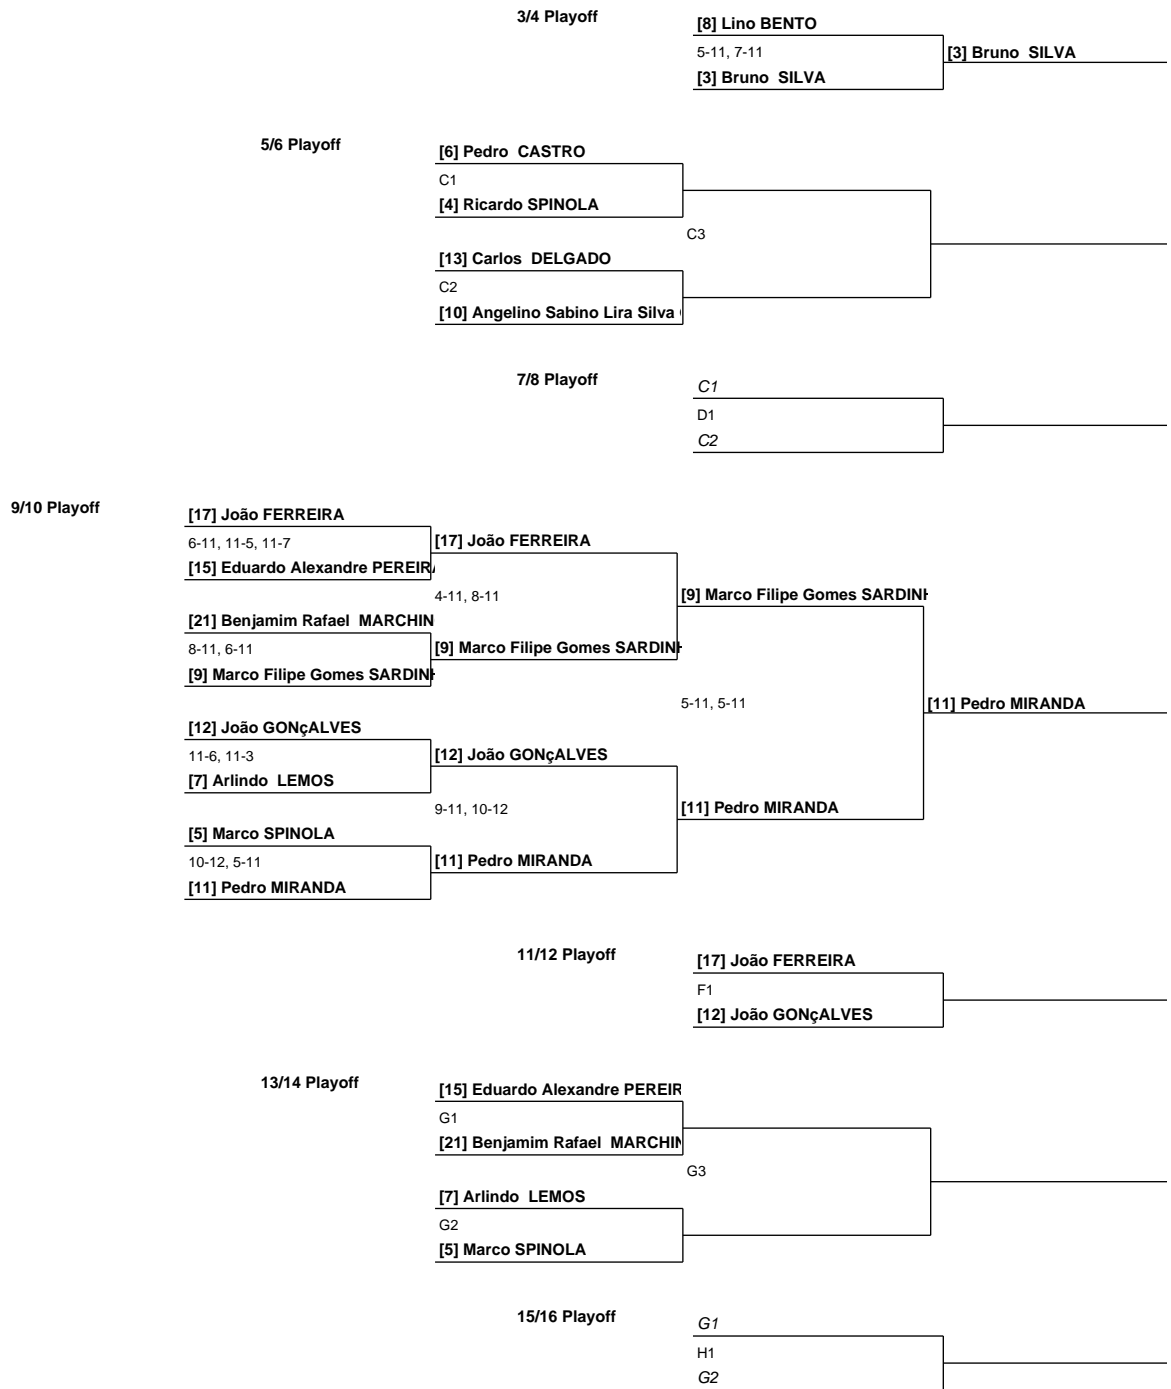 3/4 Playoff
[8] Lino BENTO
5-11, 7-11
[3] Bruno  SILVA
[3] Bruno  SILVA
5/6 Playoff
[6] Pedro  CASTRO
C1
[4] Ricardo SPINOLA
C3
[13] Carlos  DELGADO
C2
[10] Angelino Sabino Lira Silva
7/8 Playoff
C1
D1
C2
9/10 Playoff
[17] João FERREIRA
6-11, 11-5, 11-7
[17] João FERREIRA
[15] Eduardo Alexandre PEREIR
4-11, 8-11
[9] Marco Filipe Gomes SARDIN
[21] Benjamim Rafael  MARCHIN
8-11, 6-11
[9] Marco Filipe Gomes SARDIN
[9] Marco Filipe Gomes SARDIN
5-11, 5-11
[11] Pedro MIRANDA
[12] João GONçALVES
11-6, 11-3
[12] João GONçALVES
[7] Arlindo  LEMOS
9-11, 10-12
[11] Pedro MIRANDA
[5] Marco SPINOLA
10-12, 5-11
[11] Pedro MIRANDA
[11] Pedro MIRANDA
11/12 Playoff
[17] João FERREIRA
F1
[12] João GONçALVES
13/14 Playoff
[15] Eduardo Alexandre PEREIR
G1
[21] Benjamim Rafael  MARCHIN
G3
[7] Arlindo  LEMOS
G2
[5] Marco SPINOLA
15/16 Playoff
G1
H1
G2